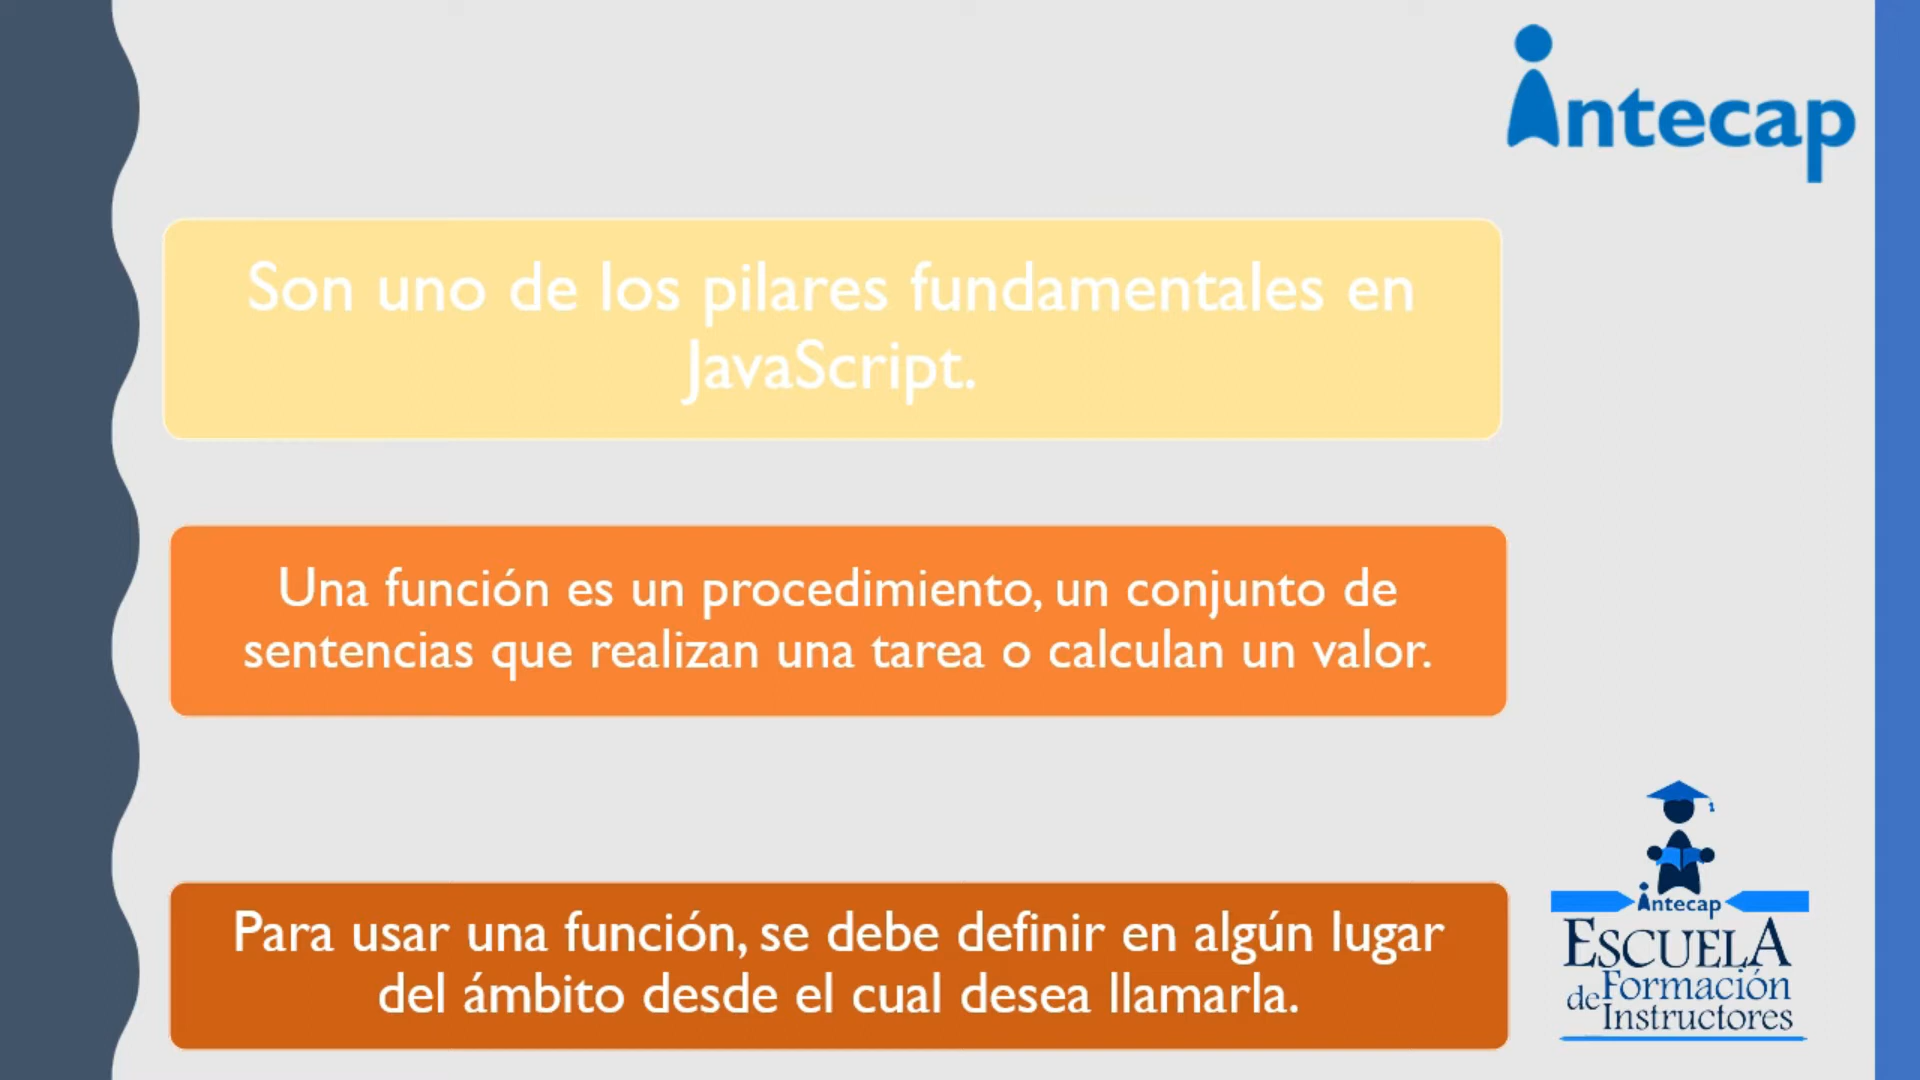 intecap
Son uno de los pilares fundamentales en
JavaScript.
Una función es un procedimiento, un conjunto de
sentencias que realizan una tarea o calculan un valor.
Para usar una función, se debe definir en algún lugar
del ámbito desde el cual desea llamarla.
intecap
ESCUELA
de Formación
Instructores